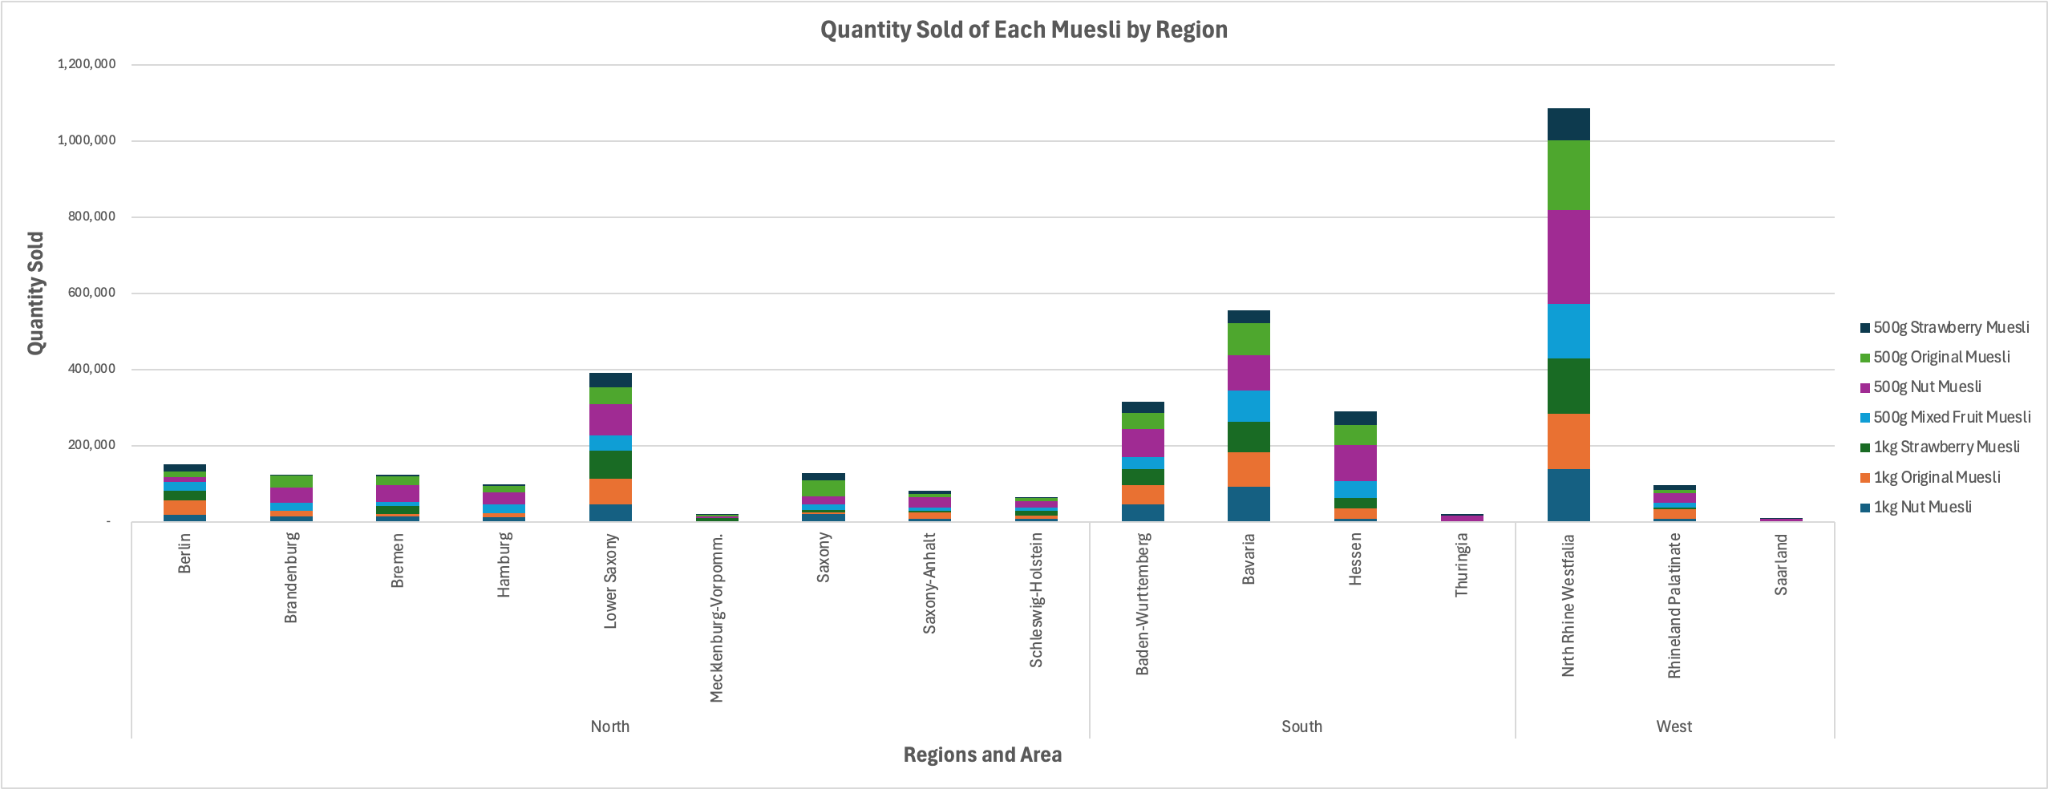 Quantity Sold of Each Muesli by Region
1,200,000
1,000,000
800,000
600,000
400,000
200,000
-
Quantity Sold
Berlin
Brandenburg
Bremen
Hamburg
Lower Saxony
Mecklenburg-Vorpomm.
Saxony
Saxony-Anhalt
Schleswig-Holstein
Baden-Wurttemberg
Bavaria
Hessen
Thuringia
Nrth Rhine Westfalia
Rhineland Palatinate
Saarland
North
South
West
Regions and Area
500g Strawberry Muesli
500g Original Muesli
500g Nut Muesli
500g Mixed Fruit Muesli
1kg Strawberry Muesli
1kg Original Muesli
1kg Nut Muesli